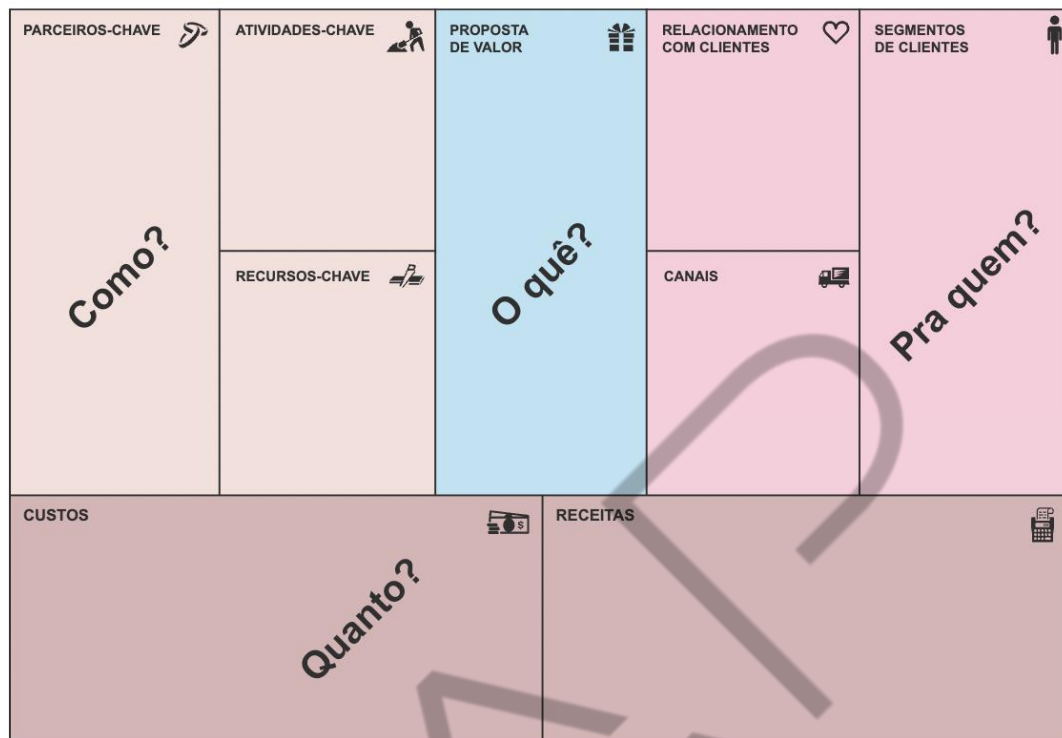 PARCEIROS-CHAVE
ATIVIDADES-CHAVE
PROPOSTA
DE VALOR
RELACIONAMENTO
COM CLIENTES
SEGMENTOS
DE CLIENTES
Como?
O quê?
Pra quem?
RECURSOS-CHAVE
CANAIS
CUSTOS
$
RECEITAS
Quanto?